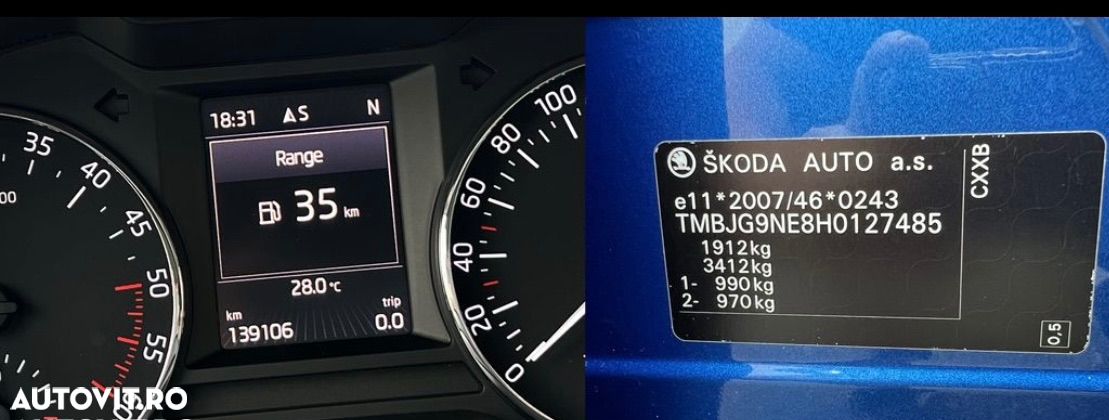 18:31 S N
Range
35 km
28.0 °C
km trip
139106 0.0
35
40
45
50
55
100
80
60
40
20
0
ŠKODA AUTO a.s.
e11*2007/46*0243
TMBJG9NE8H0127485
1912kg
3412kg
1- 990kg
2- 970kg
CXXB
0,5
AUTOVIT.RO